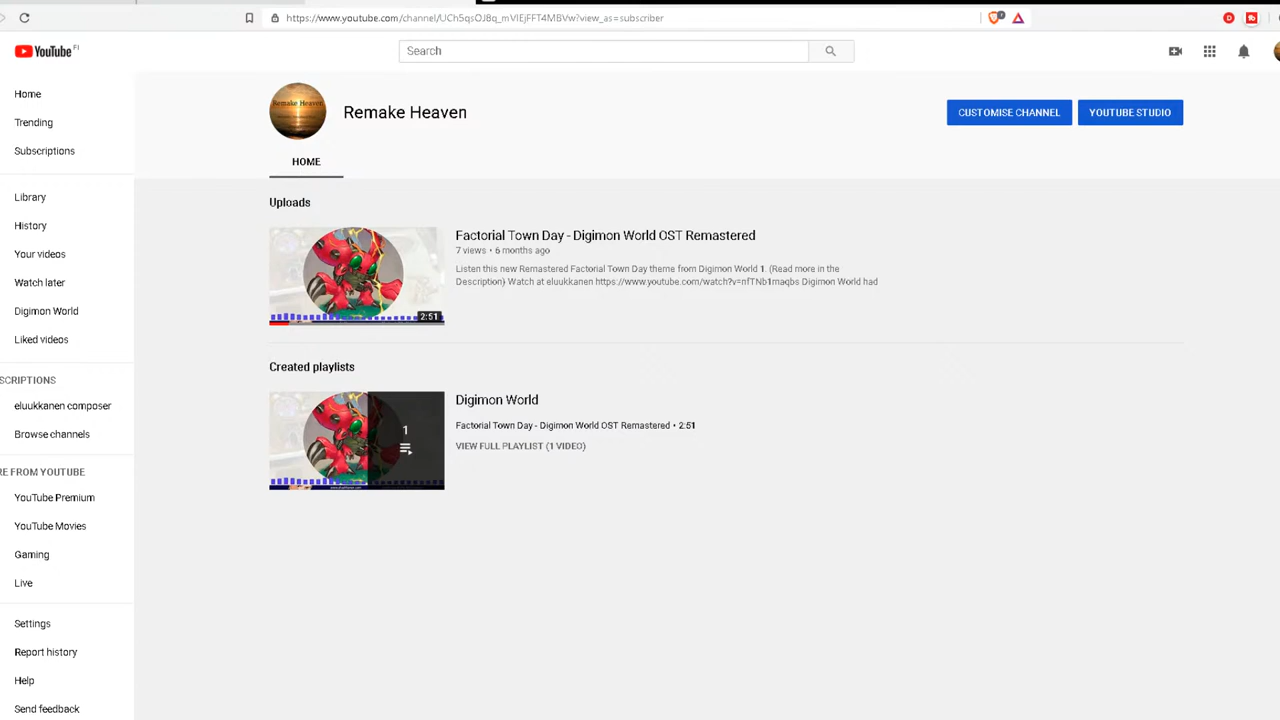 https://www.youtube.com/channel/UCh5qsOJBq_mVIEjFFT4MBVw?view_as=subscriber
YouTube FI
Search
Home
Trending
Subscriptions
Library
History
Your videos
Watch later
Digimon World
Liked videos
SCRIPTIONS
eluukkanen composer
Browse channels
RE FROM YOUTUBE
YouTube Premium
YouTube Movies
Gaming
Live
Settings
Report history
Help
Send feedback
Remake Heaven
Remake Heaven
CUSTOMISE CHANNEL
YOUTUBE STUDIO
HOME
Uploads
2:51
Factorial Town Day - Digimon World OST Remastered
7 views • 6 months ago
Listen this new Remastered Factorial Town Day theme from Digimon World 1. (Read more in the
Description) Watch at eluukkanen https://www.youtube.com/watch?v=nfTNb1maqbs Digimon World had
Created playlists
1
Digimon World
Factorial Town Day - Digimon World OST Remastered • 2:51
VIEW FULL PLAYLIST (1 VIDEO)